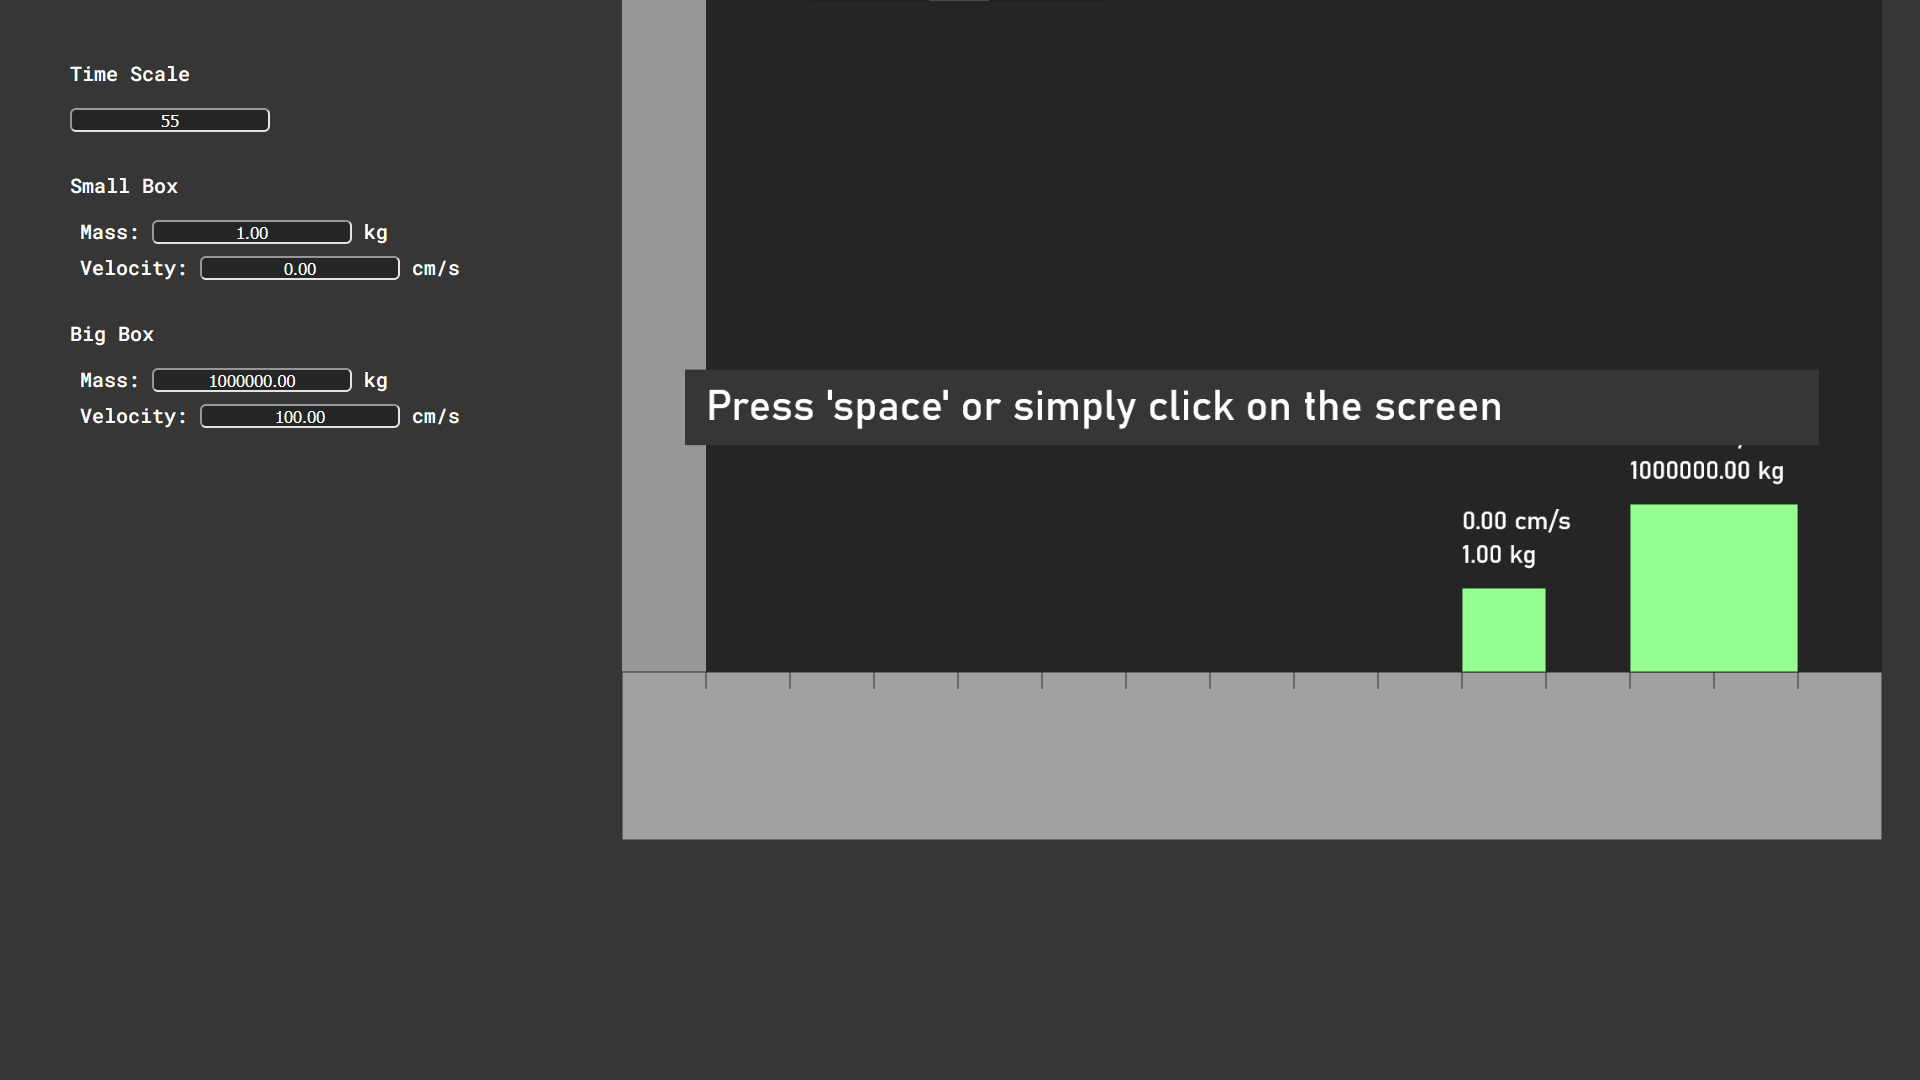 Time Scale
55
Small Box
Mass: 1.00 kg
Velocity: 0.00 cm/s
Big Box
Mass: 1000000.00 kg
Velocity: 100.00 cm/s
Press 'space' or simply click on the screen
1000000.00 kg
0.00 cm/s
1.00 kg